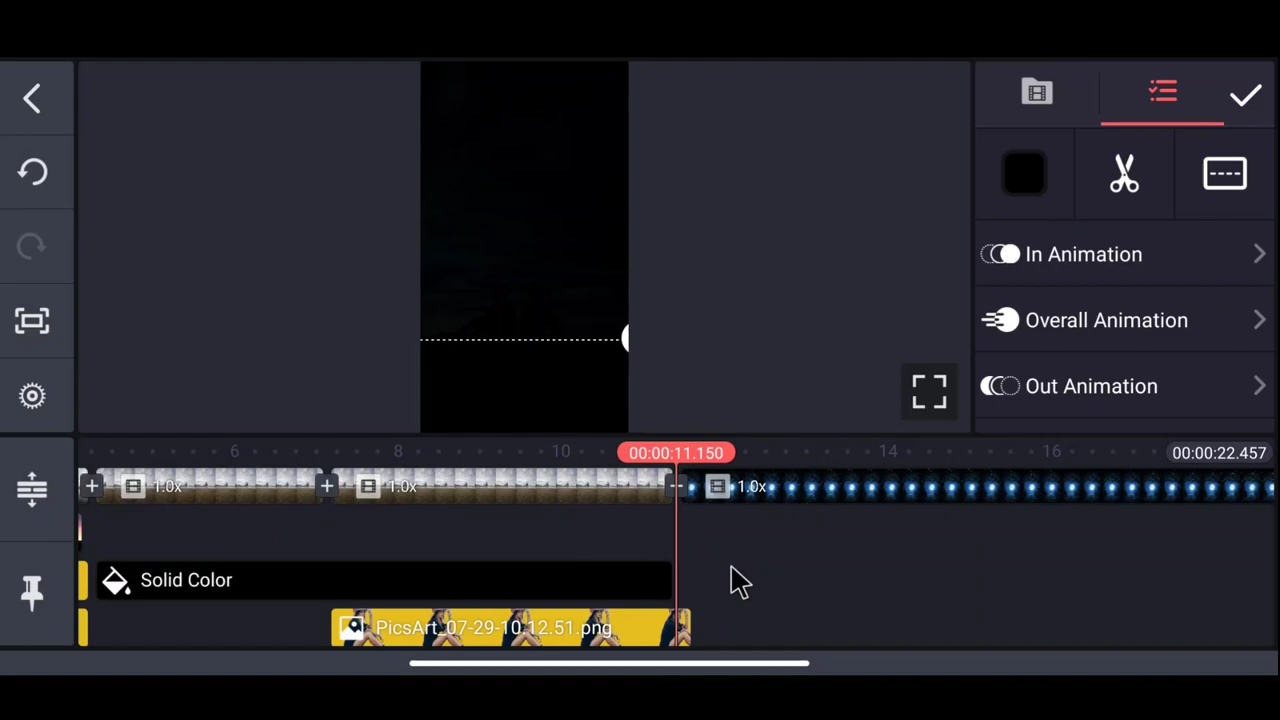 In Animation
Overall Animation
Out Animation
6 8 10 00:00:11.150 14 16 00:00:22.457
1.0x 1.0x 1.0x
Solid Color
PicsArt_07-29-10.12.51.png